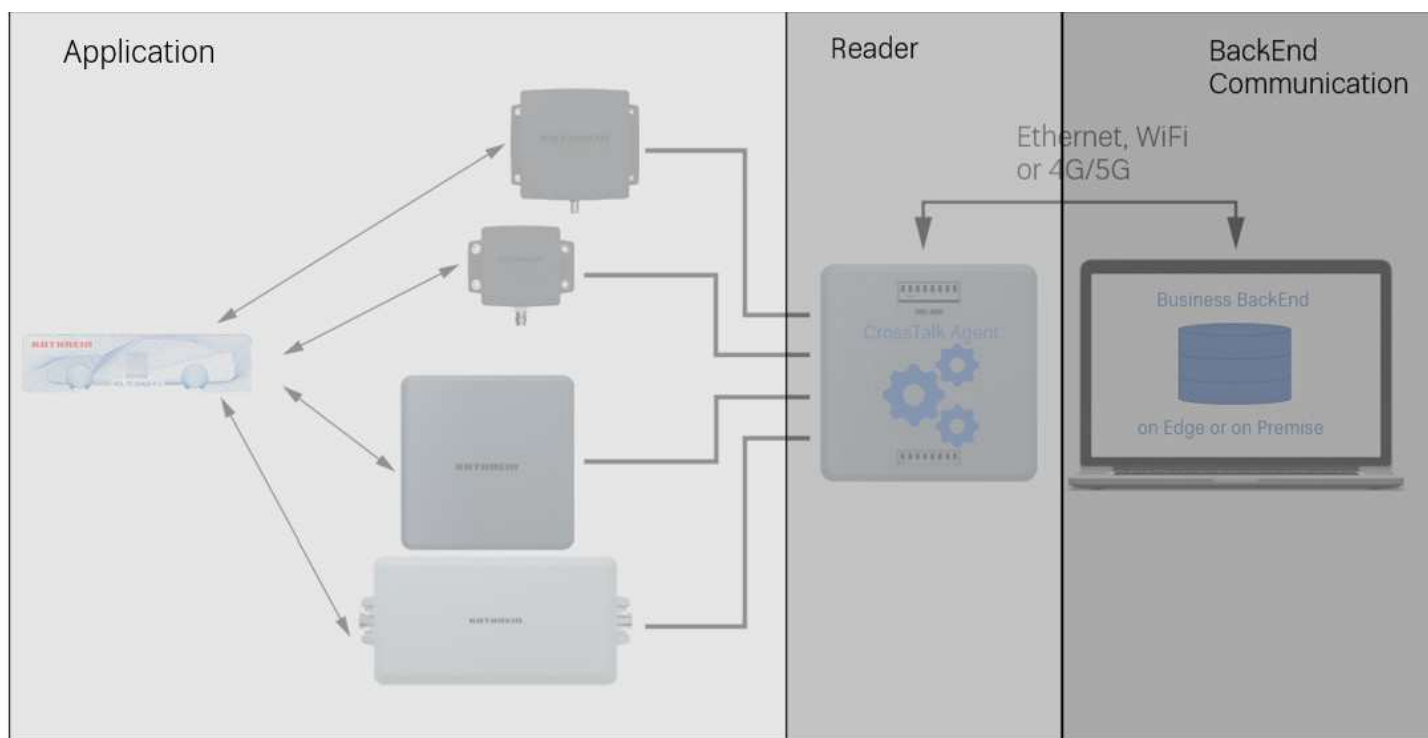 Application
Reader
BackEnd
Communication
Ethernet, WiFi
or 4G/5G
KATHREIN
KATHREIN
KATHREIN
KATHREIN
CrossTalk Agent
Business BackEnd
on Edge or on Premise